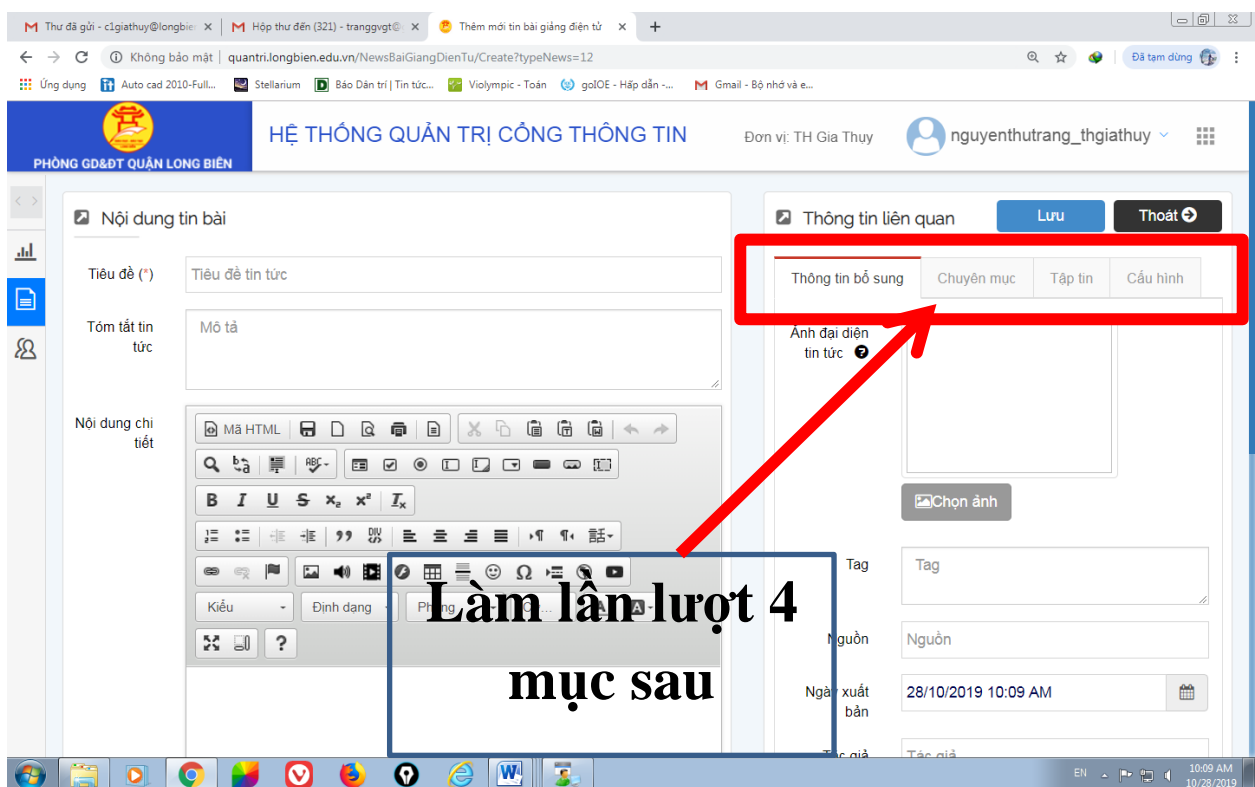 Thư đã gửi - c1giathuy@longbie
Hộp thư đến (321) - tranggvgt@
Thêm mới tin bài giảng điện tử
Không bảo mật | quantri.longbien.edu.vn/NewsBaiGiangDienTu/Create?typeNews=12
Đã tạm dừng
Ứng dụng
Auto cad 2010-Full...
Stellarium
Báo Dân trí | Tin tức...
Violympic - Toán
goIOE - Hấp dẫn -...
Gmail - Bộ nhớ và e...
PHÒNG GD&ĐT QUẬN LONG BIÊN
HỆ THỐNG QUẢN TRỊ CỔNG THÔNG TIN
Đơn vị: TH Gia Thụy
nguyenthutrang_thgiathuy
Nội dung tin bài
Tiêu đề (*)
Tiêu đề tin tức
Tóm tắt tin
tức
Mô tả
Nội dung chi
tiết
Mã HTML
Kiểu
Định dạng
Làm lân lượt 4
mục sau
Thông tin liên quan
Lưu
Thoát
Thông tin bổ sung
Chuyên mục
Tập tin
Cấu hình
Ảnh đại diện
tin tức
Chọn ảnh
Tag
Tag
Nguồn
Nguồn
Ngày xuất
bản
28/10/2019 10:09 AM
Tác giả
Tác giả
EN
10:09 AM
10/28/2019